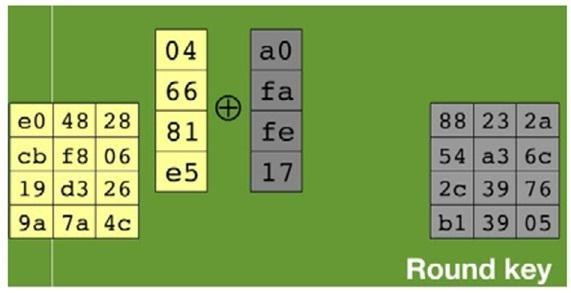 04 a0
66 fa
⊕
81 fe
e5 17
e0 48 28
cb f8 06
19 d3 26
9a 7a 4c
88 23 2a
54 a3 6c
2c 39 76
b1 39 05
Round key